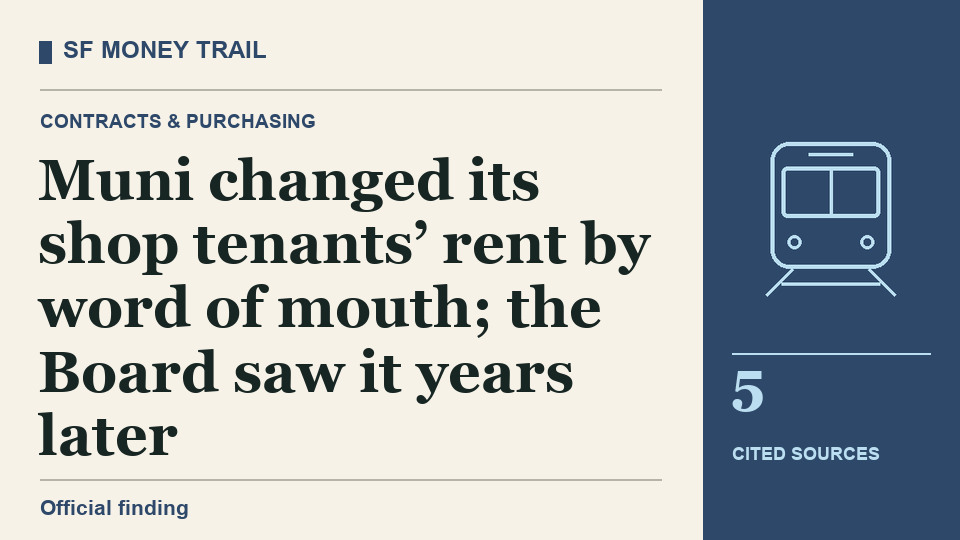 SF MONEY TRAIL
CONTRACTS & PURCHASING
Muni changed its
shop tenants’ rent by
word of mouth; the
Board saw it years
later
Official finding
5
CITED SOURCES